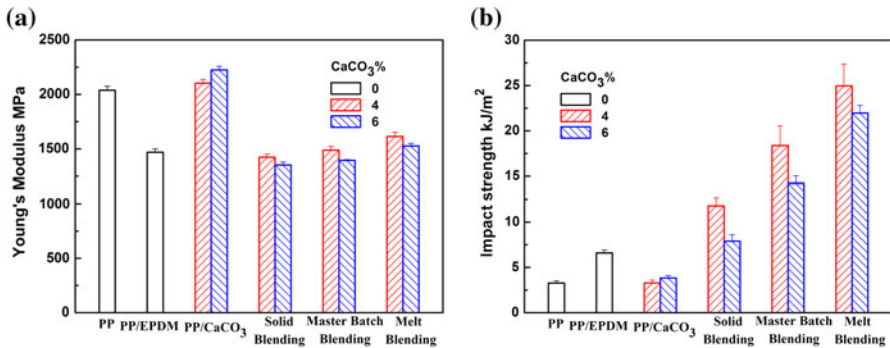 (a)
2500
2000
1500
1000
500
0
Young's Modulus MPa
CaCO3%
0
4
6
PP
PP/EPDM
PP/CaCO3
Solid
Blending
Master Batch
Blending
Melt
Blending
(b)
30
25
20
15
10
5
0
Impact strength kJ/m2
CaCO3%
0
4
6
PP
PP/EPDM
PP/CaCO3
Solid
Blending
Master Batch
Blending
Melt
Blending